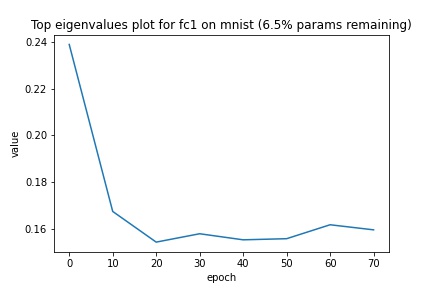 Top eigenvalues plot for fc1 on mnist (6.5% params remaining)
0.24
0.22
0.20
0.18
0.16
value
0 10 20 30 40 50 60 70
epoch